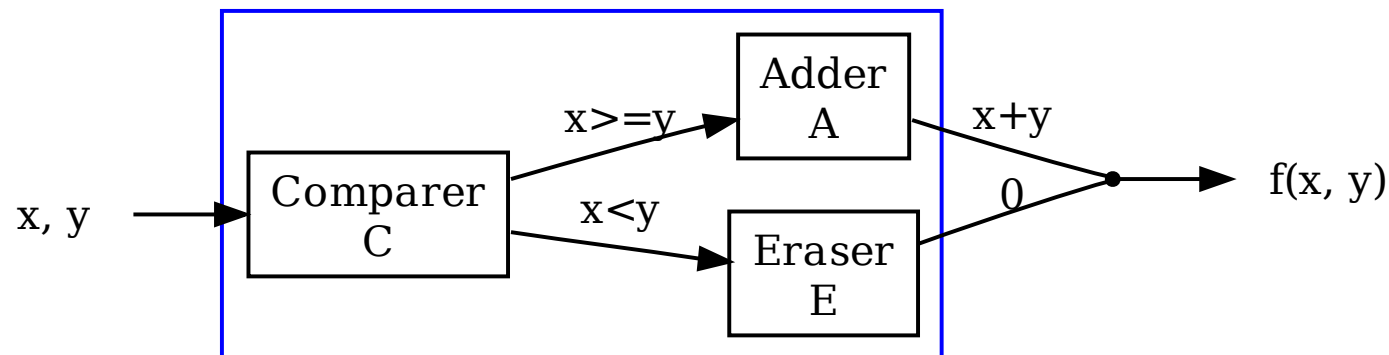 x, y
Comparer
C
x>=y
x<y
Adder
A
Eraser
E
x+y
0
f(x, y)